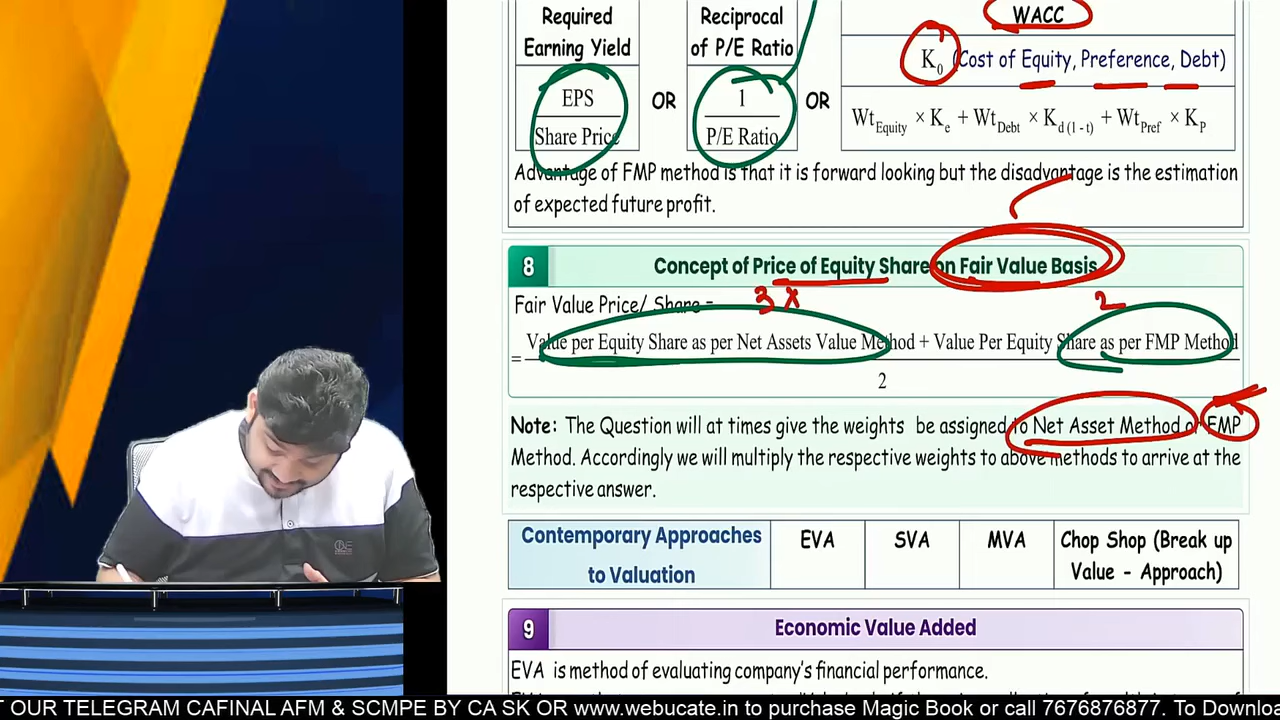 Required
Earning Yield
Reciprocal
of P/E Ratio
WACC
K0 (Cost of Equity, Preference, Debt)
EPS
Share Price
OR
1
P/E Ratio
OR
WtEquity × Ke + WtDebt × Kd (1 - t) + WtPref × KP
Advantage of FMP method is that it is forward looking but the disadvantage is the estimation
of expected future profit.
8 Concept of Price of Equity Share on Fair Value Basis
Fair Value Price/ Share =
3 x
2
= Value per Equity Share as per Net Assets Value Method + Value Per Equity Share as per FMP Method
2
Note: The Question will at times give the weights be assigned to Net Asset Method or FMP
Method. Accordingly we will multiply the respective weights to above methods to arrive at the
respective answer.
Contemporary Approaches
to Valuation
EVA
SVA
MVA
Chop Shop (Break up
Value - Approach)
9 Economic Value Added
EVA is method of evaluating company's financial performance.
T OUR TELEGRAM CAFINAL AFM & SCMPE BY CA SK OR www.webucate.in to purchase Magic Book or call 7676876877. To Downloa